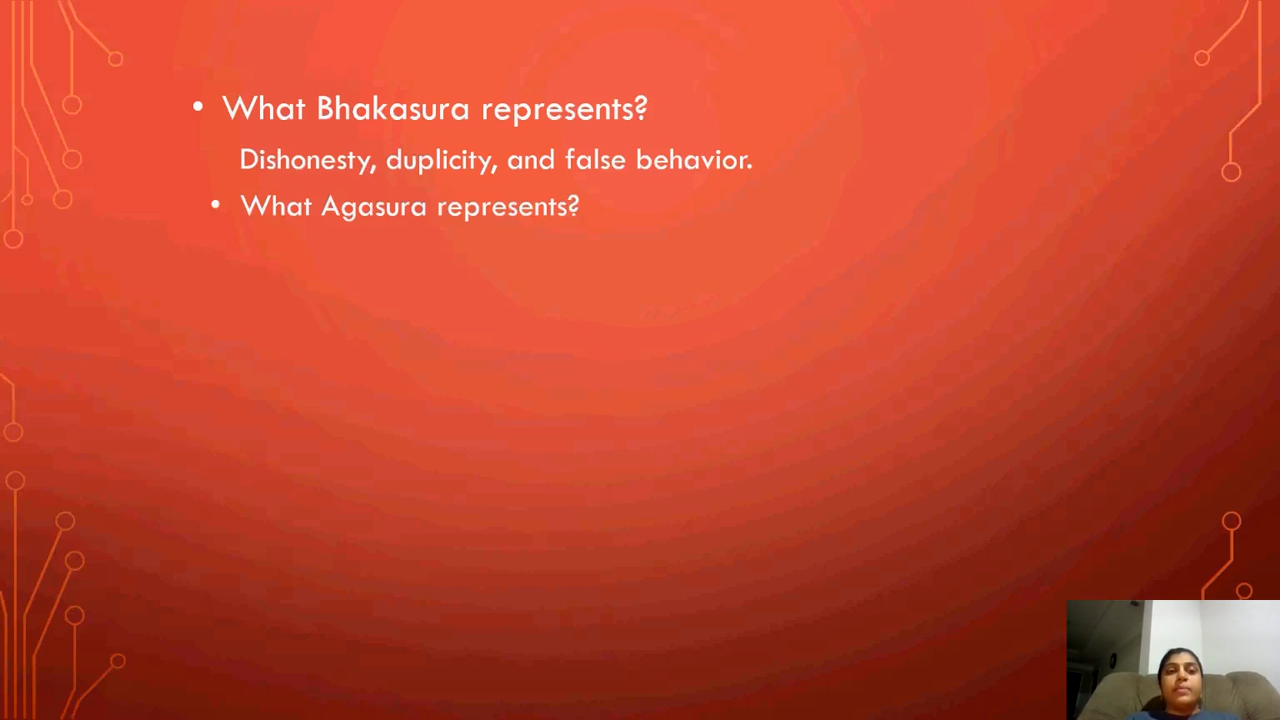 • What Bhakasura represents?
Dishonesty, duplicity, and false behavior.
• What Agasura represents?